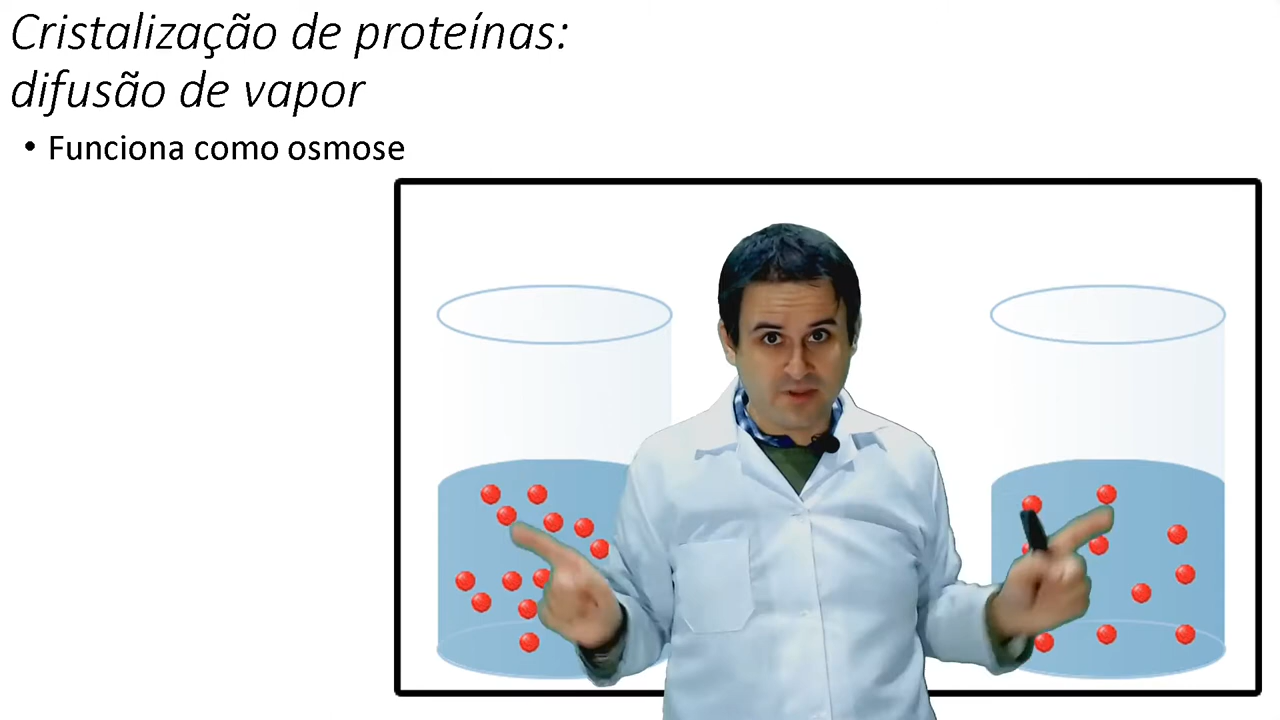 Cristalização de proteínas:
difusão de vapor
• Funciona como osmose